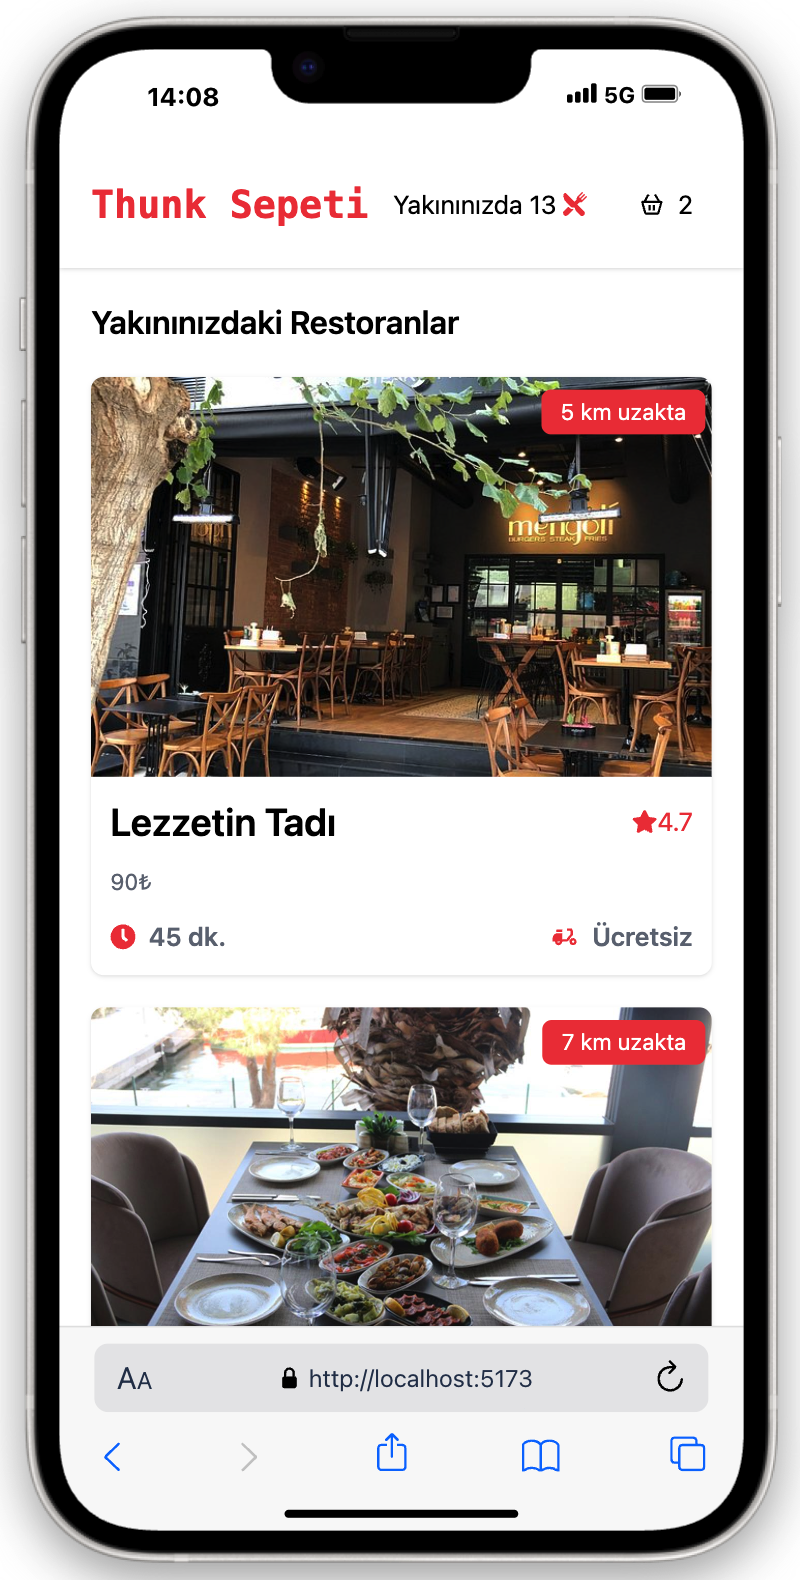 14:08 5G
Thunk Sepeti Yakınınızda 13 2
Yakınınızdaki Restoranlar
5 km uzakta
mengoli
BURGERS STEAK FRIES
Lezzetin Tadı 4.7
90₺
45 dk. Ücretsiz
7 km uzakta
AA http://localhost:5173